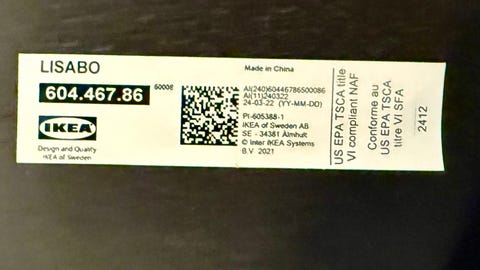 LISABO
604.467.86
60008
IKEA
Design and Quality
IKEA of Sweden
Made in China
AI(240)60446786500086
AI(11)240322
24-03-22 (YY-MM-DD)
PI-605388-1
IKEA of Sweden AB
SE - 34381 Älmhult
© Inter IKEA Systems
B.V. 2021
US EPA TSCA title
VI compliant NAF
Conforme au
US EPA TSCA
titre VI SFA
2412